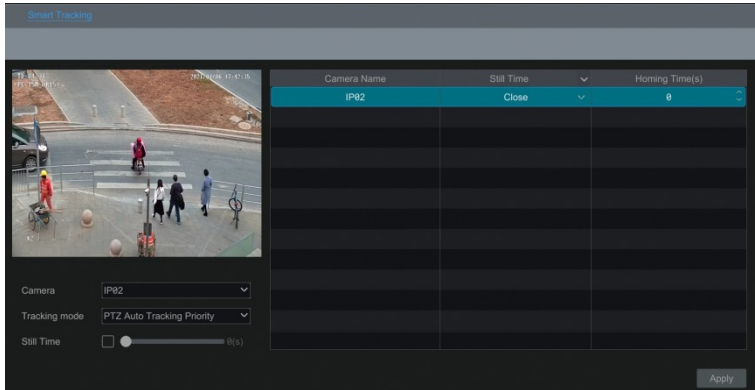 Smart Tracking
Camera Name Still Time Homing Time(s)
IP02 Close 0
Camera IP02
Tracking mode PTZ Auto Tracking Priority
Still Time 0(s)
Apply